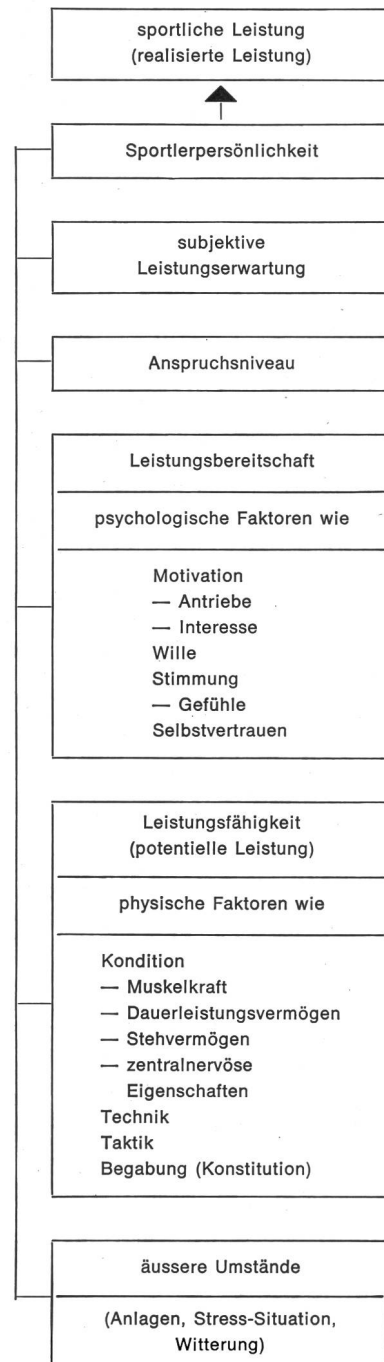 sportliche Leistung
(realisierte Leistung)
Sportlerpersönlichkeit
subjektive
Leistungserwartung
Anspruchsniveau
Leistungsbereitschaft
psychologische Faktoren wie
Motivation
— Antriebe
— Interesse
Wille
Stimmung
— Gefühle
Selbstvertrauen
Leistungsfähigkeit
(potentielle Leistung)
physische Faktoren wie
Kondition
— Muskelkraft
— Dauerleistungsvermögen
— Stehvermögen
— zentralnervöse
Eigenschaften
Technik
Taktik
Begabung (Konstitution)
äussere Umstände
(Anlagen, Stress-Situation,
Witterung)